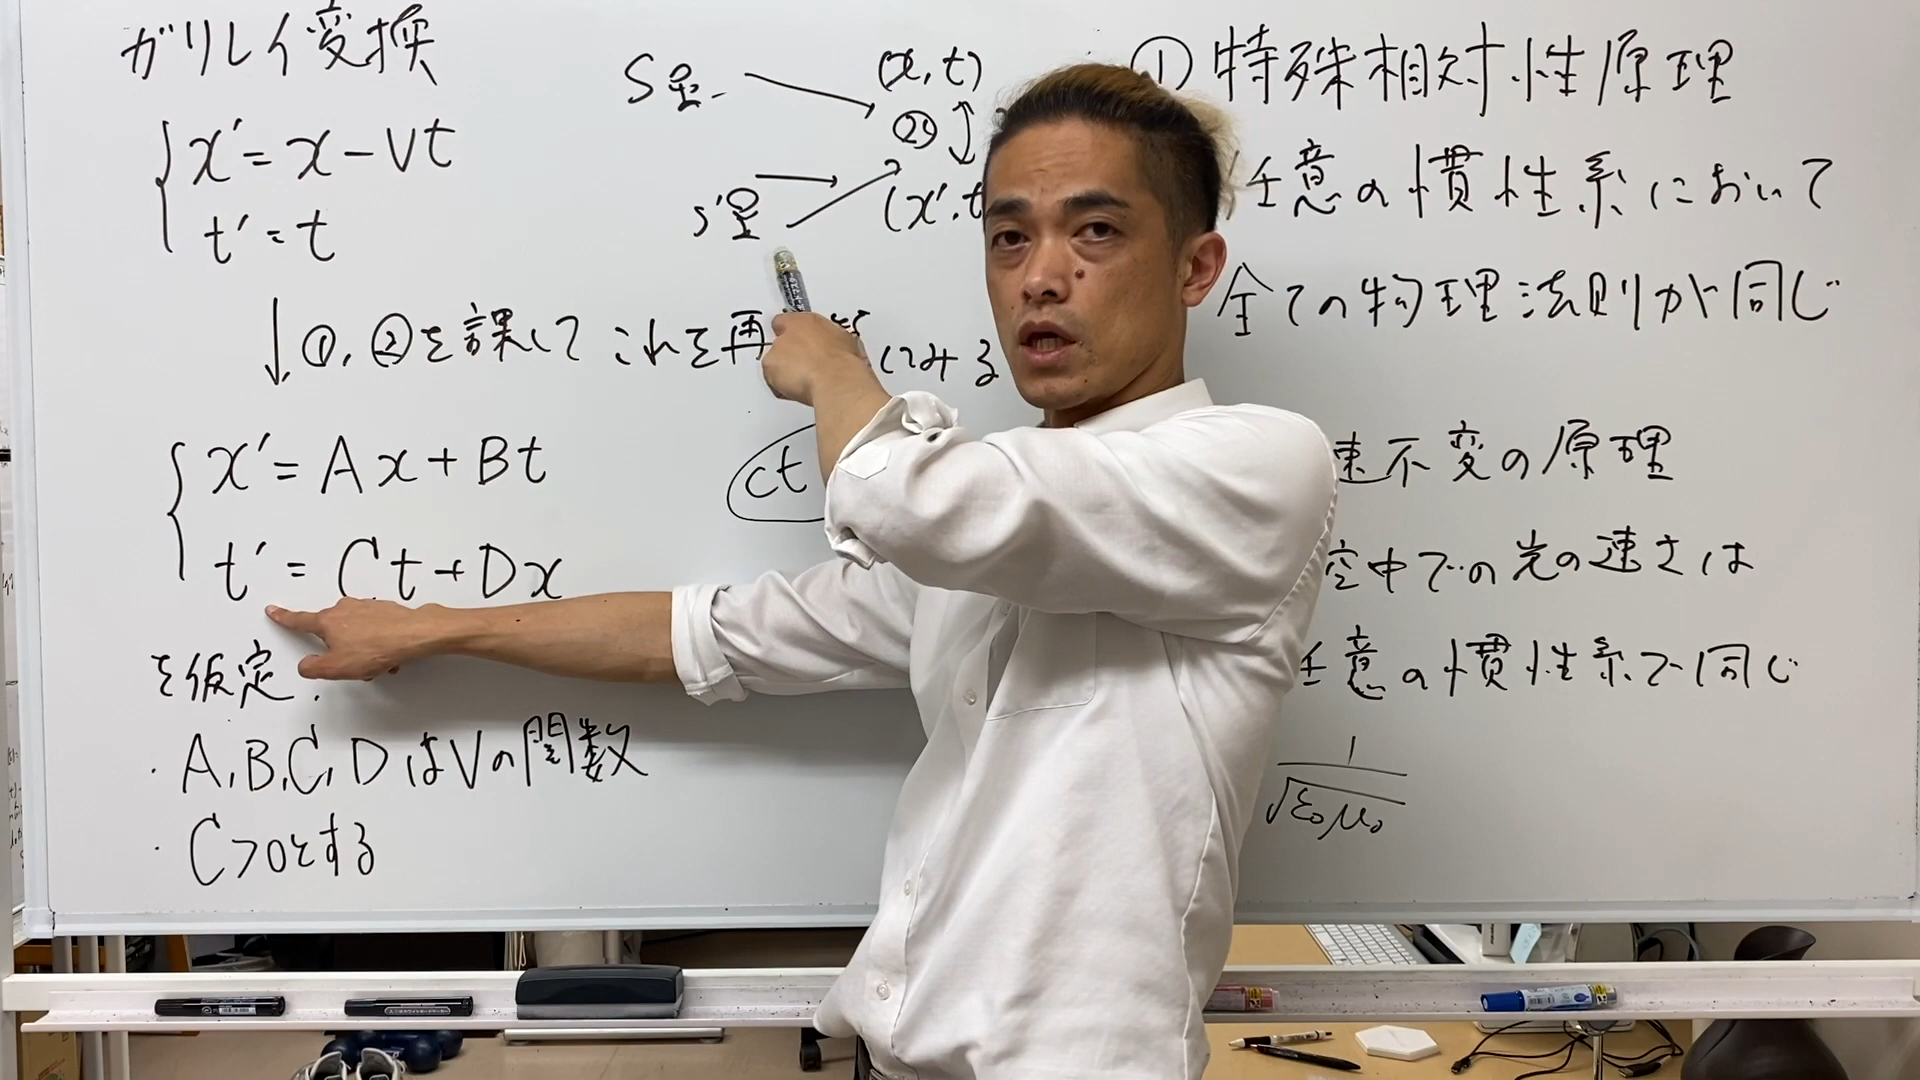 ガリレイ変換
x' = x - Vt
t' = t
↓ ①, ②を課して これを再 してみる
x' = Ax + Bt
t' = Ct + Dx
を仮定.
・A, B, C, DはVの関数
・C>0とする
S星 (x, t)
S'星 (x', t
ct
① 特殊相対性原理
任意の慣性系において
全ての物理法則が同じ
速不変の原理
空中での光の速さは
任意の慣性系で同じ
1/√ε₀μ₀